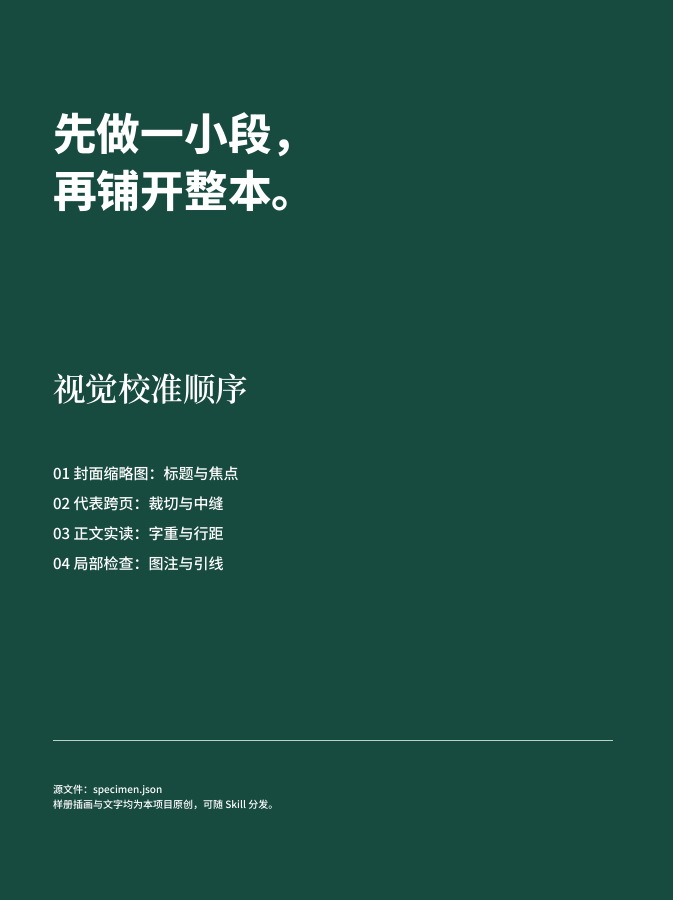 先做一小段，
再铺开整本。
视觉校准顺序
01 封面缩略图：标题与焦点
02 代表跨页：裁切与中缝
03 正文实读：字重与行距
04 局部检查：图注与引线
源文件：specimen.json
样册插画与文字均为本项目原创，可随 Skill 分发。